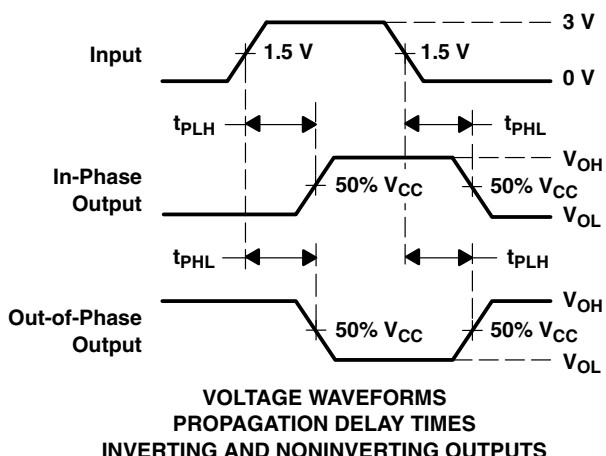 3 V
Input
1.5 V
1.5 V
0 V
tPLH
tPHL
VOH
In-Phase
Output
50% VCC
50% VCC
VOL
tPHL
tPLH
VOH
Out-of-Phase
Output
50% VCC
50% VCC
VOL
VOLTAGE WAVEFORMS
PROPAGATION DELAY TIMES
INVERTING AND NONINVERTING OUTPUTS